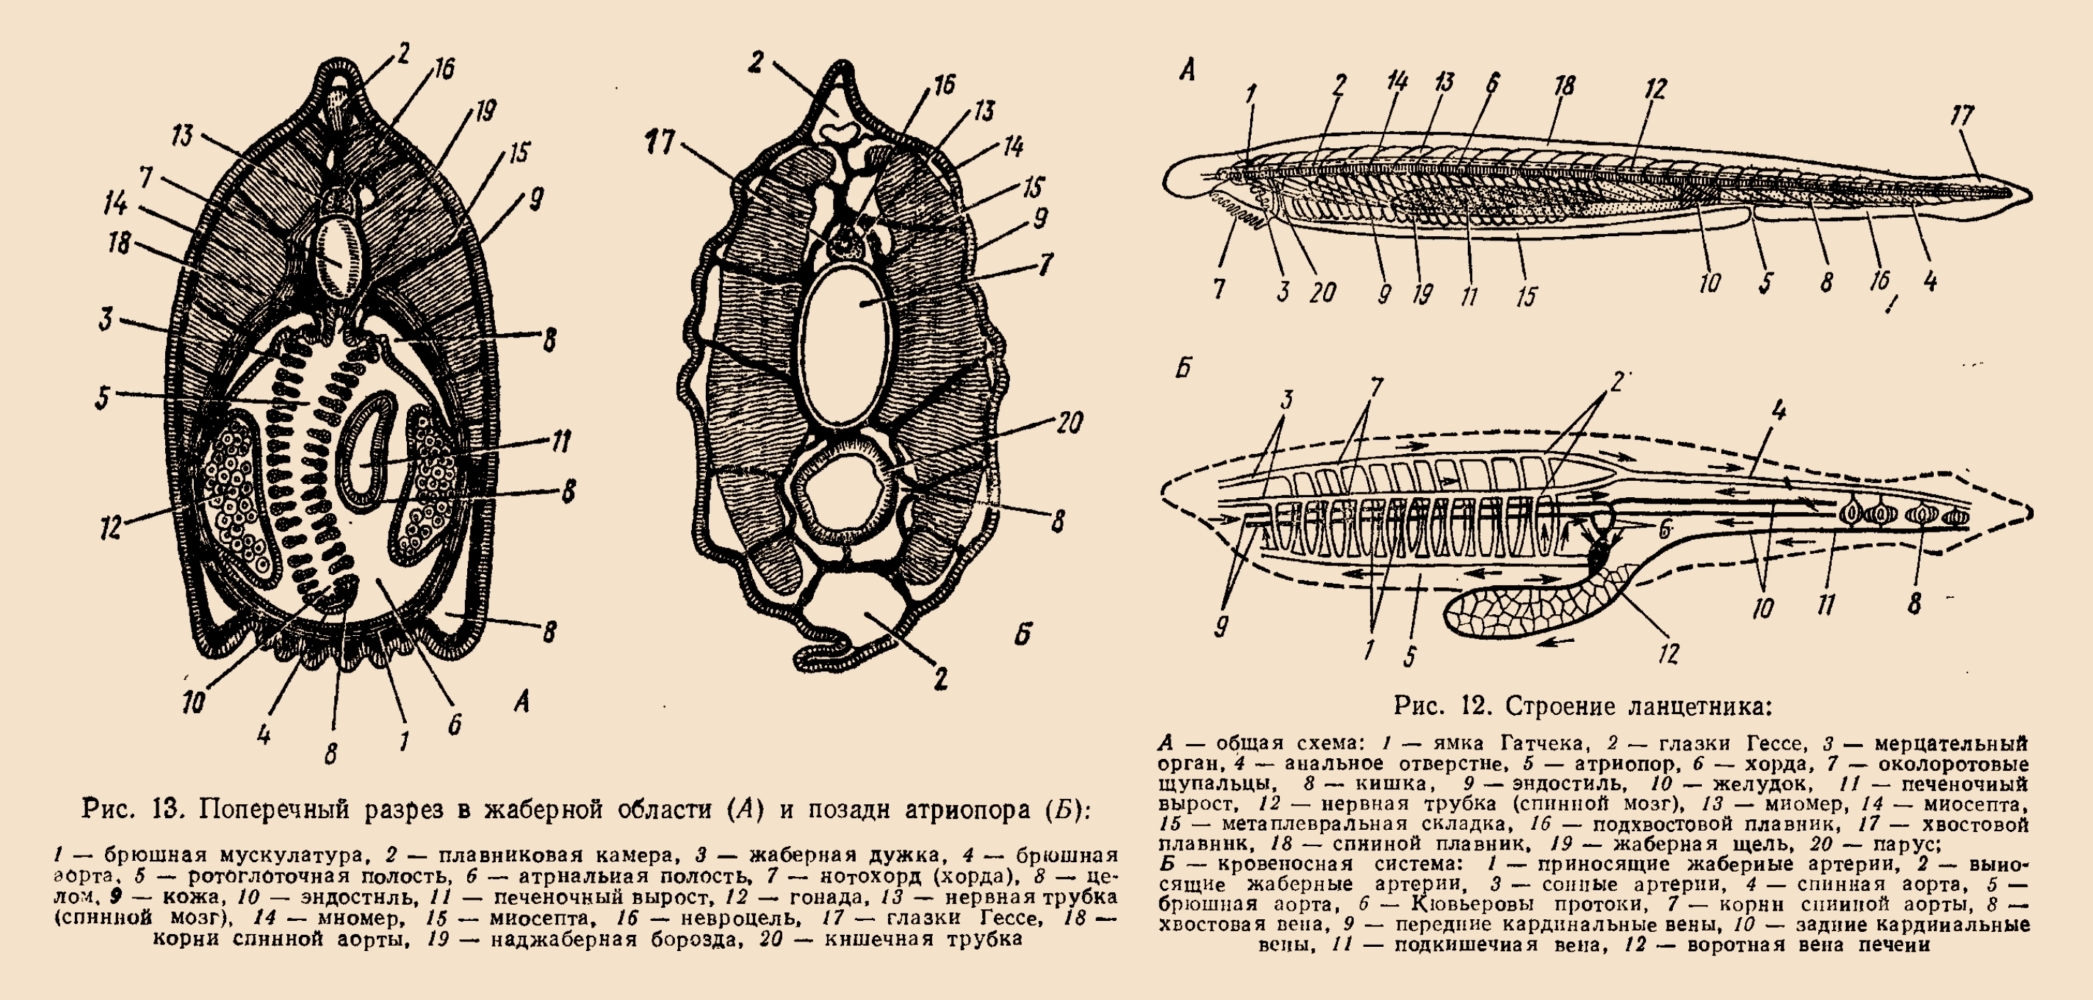 2
16
19
13
15
7
9
14
18
3
8
5
11
8
12
8
10
А
4
8
1
6
2
16
13
17
14
15
9
7
20
8
Б
2
Рис. 13. Поперечный разрез в жаберной области (А) и позади атриопора (Б):
1 — брюшная мускулатура, 2 — плавниковая камера, 3 — жаберная дужка, 4 — брюшная
аорта, 5 — ротоглоточная полость, 6 — атриальная полость, 7 — нотохорд (хорда), 8 — це-
лом, 9 — кожа, 10 — эндостиль, 11 — печеночный вырост, 12 — гонада, 13 — нервная трубка
(спинной мозг), 14 — миомер, 15 — миосепта, 16 — невроцель, 17 — глазки Гессе, 18 —
корни спинной аорты, 19 — наджаберная борозда, 20 — кишечная трубка
А
1 2 14 13 6 18 12 17
7 3 20 9 19 11 15 10 5 8 16 4
Б
3 7 2 4
6
9 1 5 12 10 11 8
Рис. 12. Строение ланцетника:
А — общая схема: 1 — ямка Гатчека, 2 — глазки Гессе, 3 — мерцательный
орган, 4 — анальное отверстие, 5 — атриопор, 6 — хорда, 7 — околоротовые
щупальцы, 8 — кишка, 9 — эндостиль, 10 — желудок, 11 — печеночный
вырост, 12 — нервная трубка (спинной мозг), 13 — миомер, 14 — миосепта,
15 — метаплевральная складка, 16 — подхвостовой плавник, 17 — хвостовой
плавник, 18 — спинной плавник, 19 — жаберная щель, 20 — парус;
Б — кровеносная система: 1 — приносящие жаберные артерии, 2 — выно-
сящие жаберные артерии, 3 — сонные артерии, 4 — спинная аорта, 5 —
брюшная аорта, 6 — Кювьеровы протоки, 7 — корни спинной аорты, 8 —
хвостовая вена, 9 — передние кардинальные вены, 10 — задние кардинальные
вены, 11 — подкишечная вена, 12 — воротная вена печени